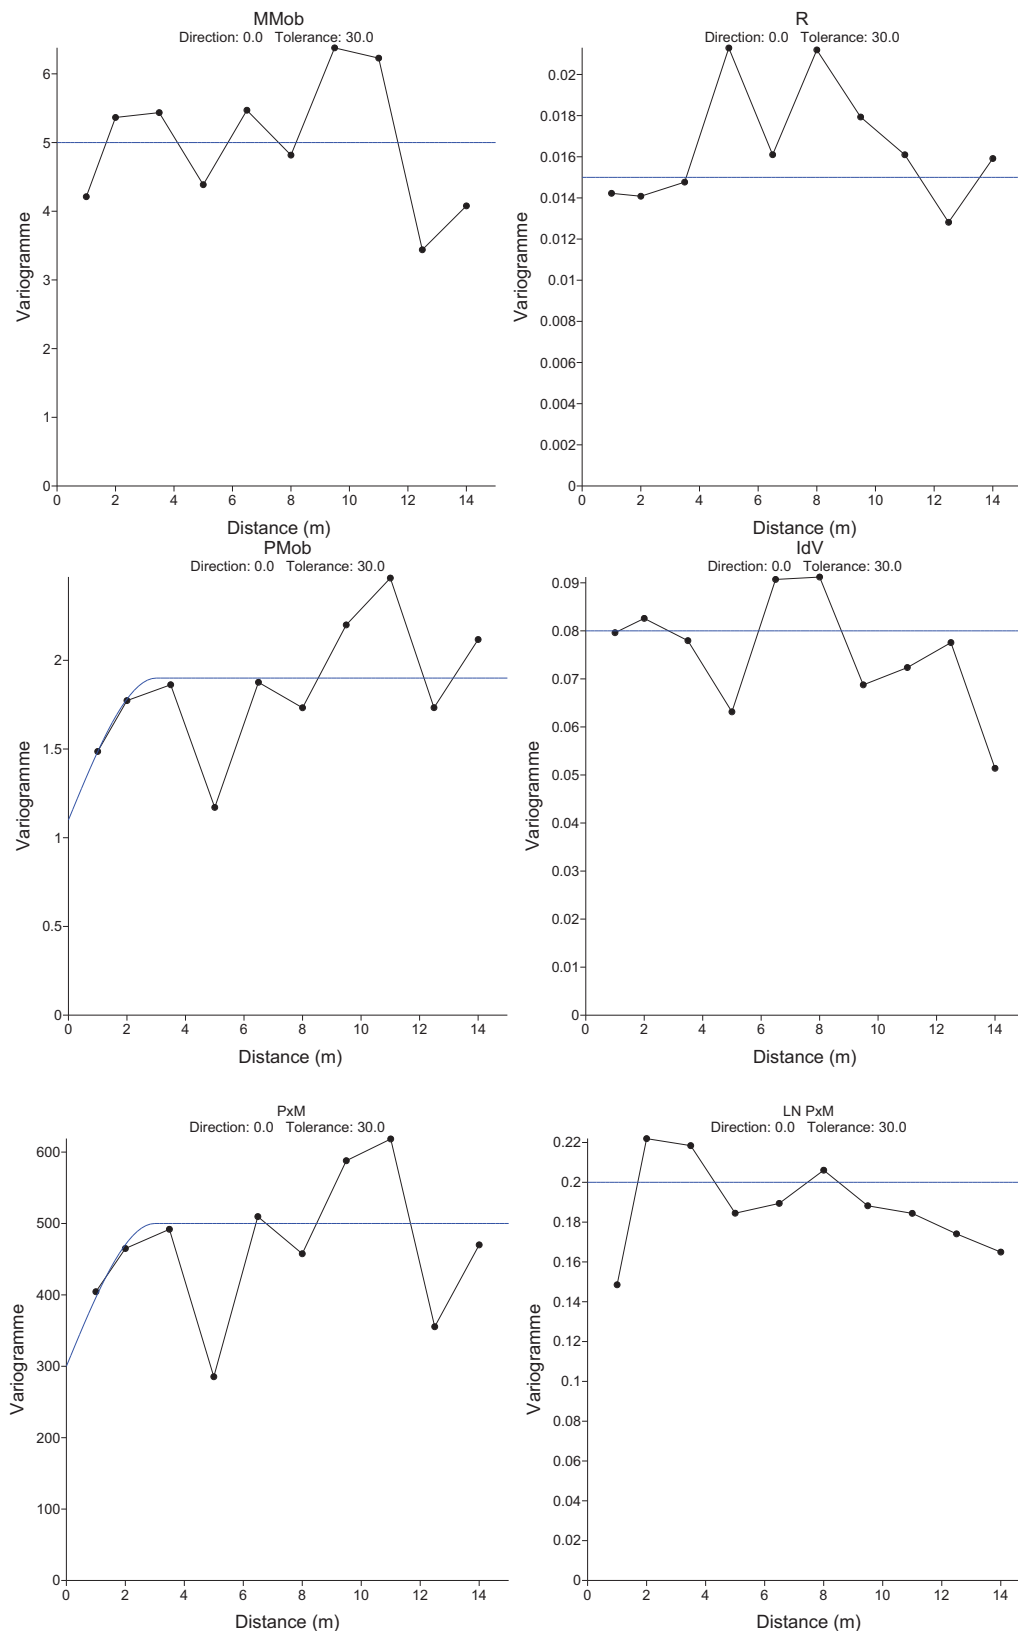 MMob
Direction: 0.0 Tolerance: 30.0
6
5
4
3
2
1
0
Variogramme
0 2 4 6 8 10 12 14
Distance (m)
R
Direction: 0.0 Tolerance: 30.0
0.02
0.018
0.016
0.014
0.012
0.01
0.008
0.006
0.004
0.002
0
Variogramme
0 2 4 6 8 10 12 14
Distance (m)
PMob
Direction: 0.0 Tolerance: 30.0
2
1.5
1
0.5
0
Variogramme
0 2 4 6 8 10 12 14
Distance (m)
IdV
Direction: 0.0 Tolerance: 30.0
0.09
0.08
0.07
0.06
0.05
0.04
0.03
0.02
0.01
0
Variogramme
0 2 4 6 8 10 12 14
Distance (m)
PxM
Direction: 0.0 Tolerance: 30.0
600
500
400
300
200
100
0
Variogramme
0 2 4 6 8 10 12 14
Distance (m)
LN PxM
Direction: 0.0 Tolerance: 30.0
0.22
0.2
0.18
0.16
0.14
0.12
0.1
0.08
0.06
0.04
0.02
0
Variogramme
0 2 4 6 8 10 12 14
Distance (m)